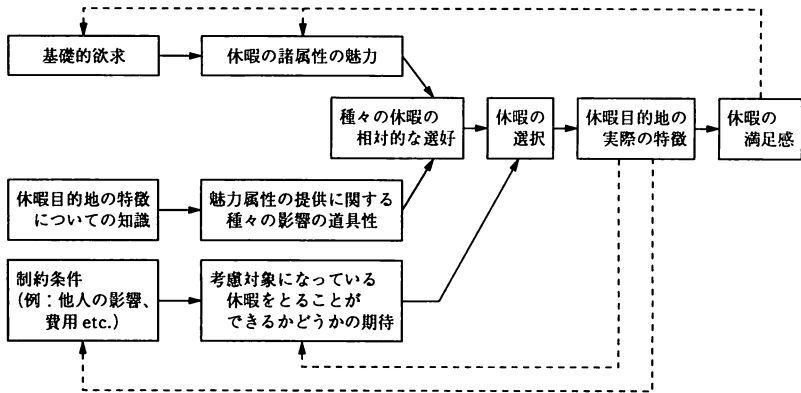 基礎的欲求
休暇の諸属性の魅力
種々の休暇の
相対的な選好
休暇の
選択
休暇目的地の
実際の特徴
休暇の
満足感
休暇目的地の特徴
についての知識
魅力属性の提供に関する
種々の影響の道具性
制約条件
(例：他人の影響、
費用 etc.)
考慮対象になっている
休暇をとることが
できるかどうかの期待